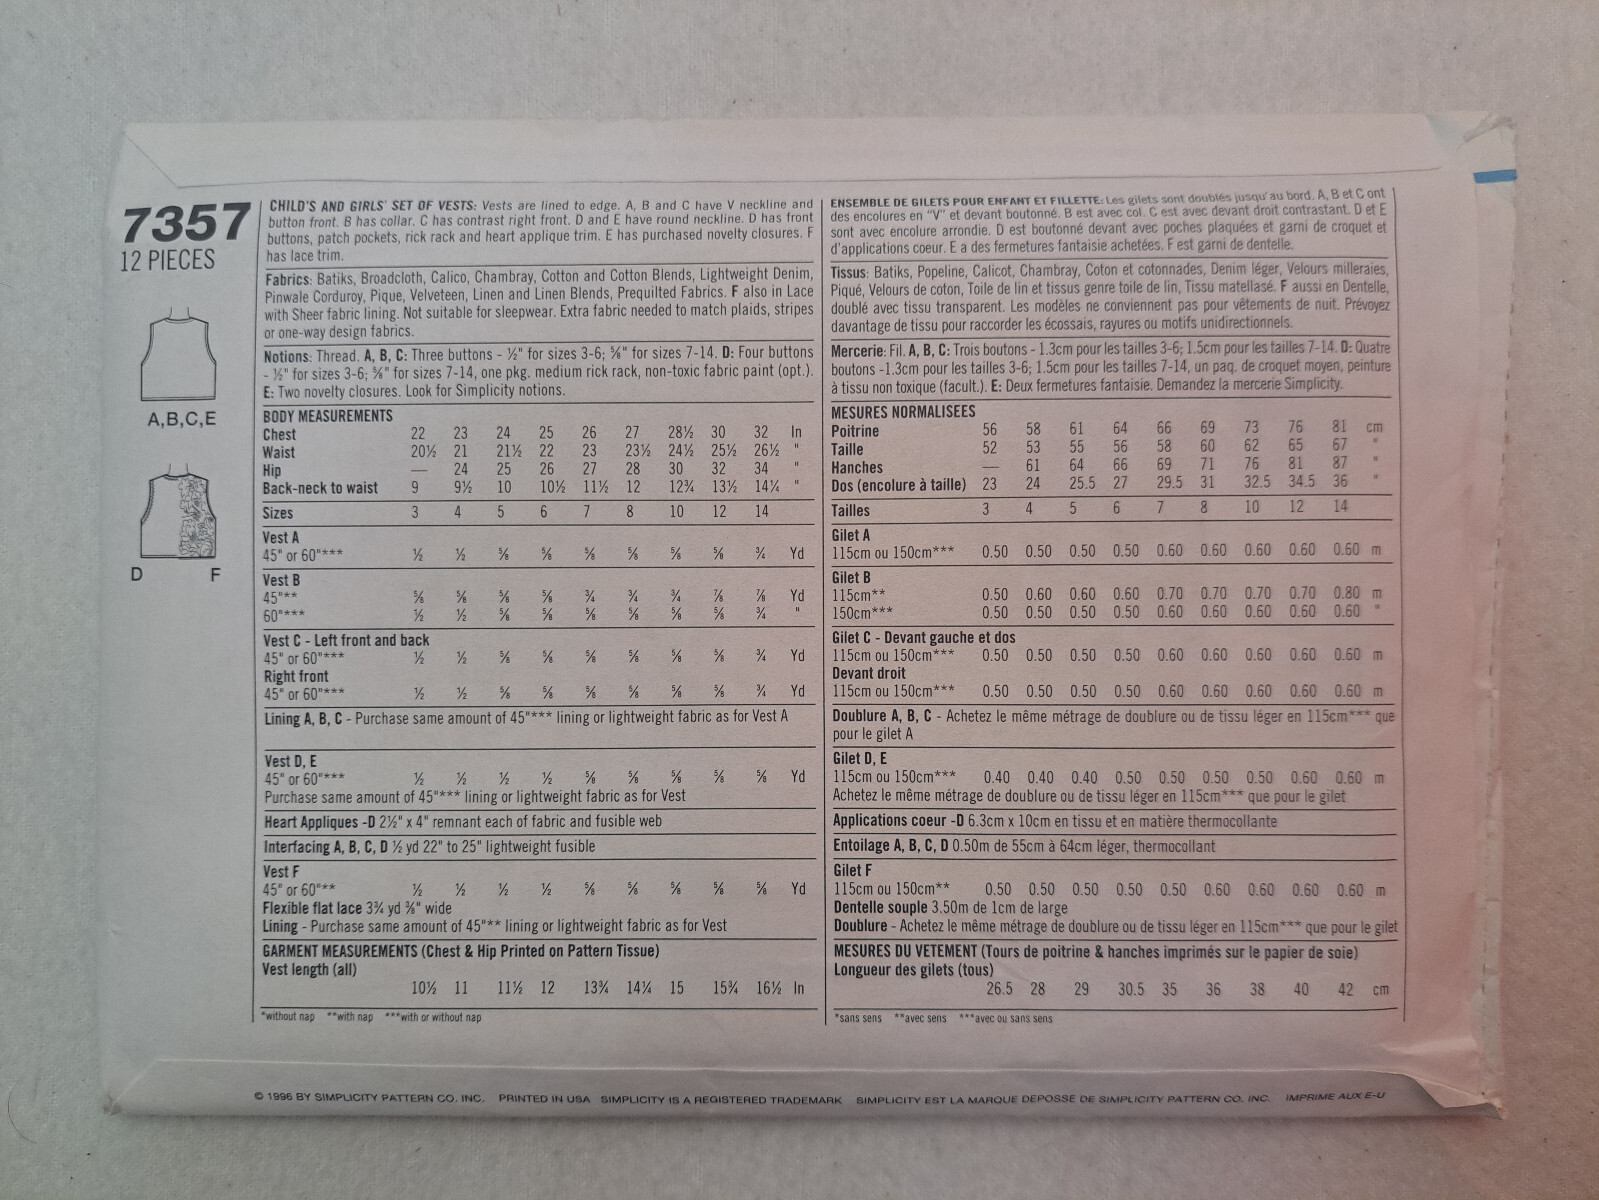 7357
12 PIECES
A,B,C,E
D F
CHILD'S AND GIRLS' SET OF VESTS: Vests are lined to edge. A, B and C have V neckline and
button front. B has collar. C has contrast right front. D and E have round neckline. D has front
buttons, patch pockets, rick rack and heart applique trim. E has purchased novelty closures. F
has lace trim.
Fabrics: Batiks, Broadcloth, Calico, Chambray, Cotton and Cotton Blends, Lightweight Denim,
Pinwale Corduroy, Pique, Velveteen, Linen and Linen Blends, Prequilted Fabrics. F also in Lace
with Sheer fabric lining. Not suitable for sleepwear. Extra fabric needed to match plaids, stripes
or one-way design fabrics.
Notions: Thread. A, B, C: Three buttons - ½" for sizes 3-6; ⅝" for sizes 7-14. D: Four buttons
- ½" for sizes 3-6; ⅝" for sizes 7-14, one pkg. medium rick rack, non-toxic fabric paint (opt.).
E: Two novelty closures. Look for Simplicity notions.
BODY MEASUREMENTS
Chest 22 23 24 25 26 27 28½ 30 32 In
Waist 20½ 21 21½ 22 23 23½ 24½ 25½ 26½ "
Hip — 24 25 26 27 28 30 32 34 "
Back-neck to waist 9 9½ 10 10½ 11½ 12 12¾ 13½ 14¼ "
Sizes 3 4 5 6 7 8 10 12 14
Vest A
45" or 60"*** ½ ½ ⅝ ⅝ ⅝ ⅝ ⅝ ⅝ ¾ Yd
Vest B
45"** ⅝ ⅝ ⅝ ⅝ ¾ ¾ ¾ ⅞ ⅞ Yd
60"*** ½ ½ ⅝ ⅝ ⅝ ⅝ ⅝ ⅝ ¾ "
Vest C - Left front and back
45" or 60"*** ½ ½ ⅝ ⅝ ⅝ ⅝ ⅝ ⅝ ¾ Yd
Right front
45" or 60"*** ½ ½ ⅝ ⅝ ⅝ ⅝ ⅝ ⅝ ¾ Yd
Lining A, B, C - Purchase same amount of 45"*** lining or lightweight fabric as for Vest A
Vest D, E
45" or 60"*** ½ ½ ½ ½ ⅝ ⅝ ⅝ ⅝ ⅝ Yd
Purchase same amount of 45"*** lining or lightweight fabric as for Vest
Heart Appliques -D 2½" x 4" remnant each of fabric and fusible web
Interfacing A, B, C, D ½ yd 22" to 25" lightweight fusible
Vest F
45" or 60"** ½ ½ ½ ½ ⅝ ⅝ ⅝ ⅝ ⅝ Yd
Flexible flat lace 3¾ yd ⅜" wide
Lining - Purchase same amount of 45"** lining or lightweight fabric as for Vest
GARMENT MEASUREMENTS (Chest & Hip Printed on Pattern Tissue)
Vest length (all)
10½ 11 11½ 12 13¾ 14¼ 15 15¾ 16½ In
*without nap **with nap ***with or without nap
ENSEMBLE DE GILETS POUR ENFANT ET FILLETTE: Les gilets sont doublés jusqu'au bord. A, B et C ont
des encolures en "V" et devant boutonné. B est avec col. C est avec devant droit contrastant. D et E
sont avec encolure arrondie. D est boutonné devant avec poches plaquées et garni de croquet et
d'applications coeur. E a des fermetures fantaisie achetées. F est garni de dentelle.
Tissus: Batiks, Popeline, Calicot, Chambray, Coton et cotonnades, Denim léger, Velours milleraies,
Piqué, Velours de coton, Toile de lin et tissus genre toile de lin, Tissu matellasé. F aussi en Dentelle,
doublé avec tissu transparent. Les modèles ne conviennent pas pour vêtements de nuit. Prévoyez
davantage de tissu pour raccorder les écossais, rayures ou motifs unidirectionnels.
Mercerie: Fil. A, B, C: Trois boutons - 1.3cm pour les tailles 3-6; 1.5cm pour les tailles 7-14. D: Quatre
boutons -1.3cm pour les tailles 3-6; 1.5cm pour les tailles 7-14, un paq. de croquet moyen, peinture
à tissu non toxique (facult.). E: Deux fermetures fantaisie. Demandez la mercerie Simplicity.
MESURES NORMALISEES
Poitrine 56 58 61 64 66 69 73 76 81 cm
Taille 52 53 55 56 58 60 62 65 67 "
Hanches — 61 64 66 69 71 76 81 87 "
Dos (encolure à taille) 23 24 25.5 27 29.5 31 32.5 34.5 36 "
Tailles 3 4 5 6 7 8 10 12 14
Gilet A
115cm ou 150cm*** 0.50 0.50 0.50 0.50 0.60 0.60 0.60 0.60 0.60 m
Gilet B
115cm** 0.50 0.60 0.60 0.60 0.70 0.70 0.70 0.70 0.80 m
150cm*** 0.50 0.50 0.50 0.50 0.60 0.60 0.60 0.60 0.60 "
Gilet C - Devant gauche et dos
115cm ou 150cm*** 0.50 0.50 0.50 0.50 0.60 0.60 0.60 0.60 0.60 m
Devant droit
115cm ou 150cm*** 0.50 0.50 0.50 0.50 0.60 0.60 0.60 0.60 0.60 m
Doublure A, B, C - Achetez le même métrage de doublure ou de tissu léger en 115cm*** que
pour le gilet A
Gilet D, E
115cm ou 150cm*** 0.40 0.40 0.40 0.50 0.50 0.50 0.50 0.60 0.60 m
Achetez le même métrage de doublure ou de tissu léger en 115cm*** que pour le gilet
Applications coeur -D 6.3cm x 10cm en tissu et en matière thermocollante
Entoilage A, B, C, D 0.50m de 55cm à 64cm léger, thermocollant
Gilet F
115cm ou 150cm** 0.50 0.50 0.50 0.50 0.50 0.60 0.60 0.60 0.60 m
Dentelle souple 3.50m de 1cm de large
Doublure - Achetez le même métrage de doublure ou de tissu léger en 115cm*** que pour le gilet
MESURES DU VETEMENT (Tours de poitrine & hanches imprimés sur le papier de soie)
Longueur des gilets (tous)
26.5 28 29 30.5 35 36 38 40 42 cm
*sans sens **avec sens ***avec ou sans sens
© 1996 BY SIMPLICITY PATTERN CO. INC. PRINTED IN USA SIMPLICITY IS A REGISTERED TRADEMARK SIMPLICITY EST LA MARQUE DEPOSSE DE SIMPLICITY PATTERN CO. INC. IMPRIME AUX E-U